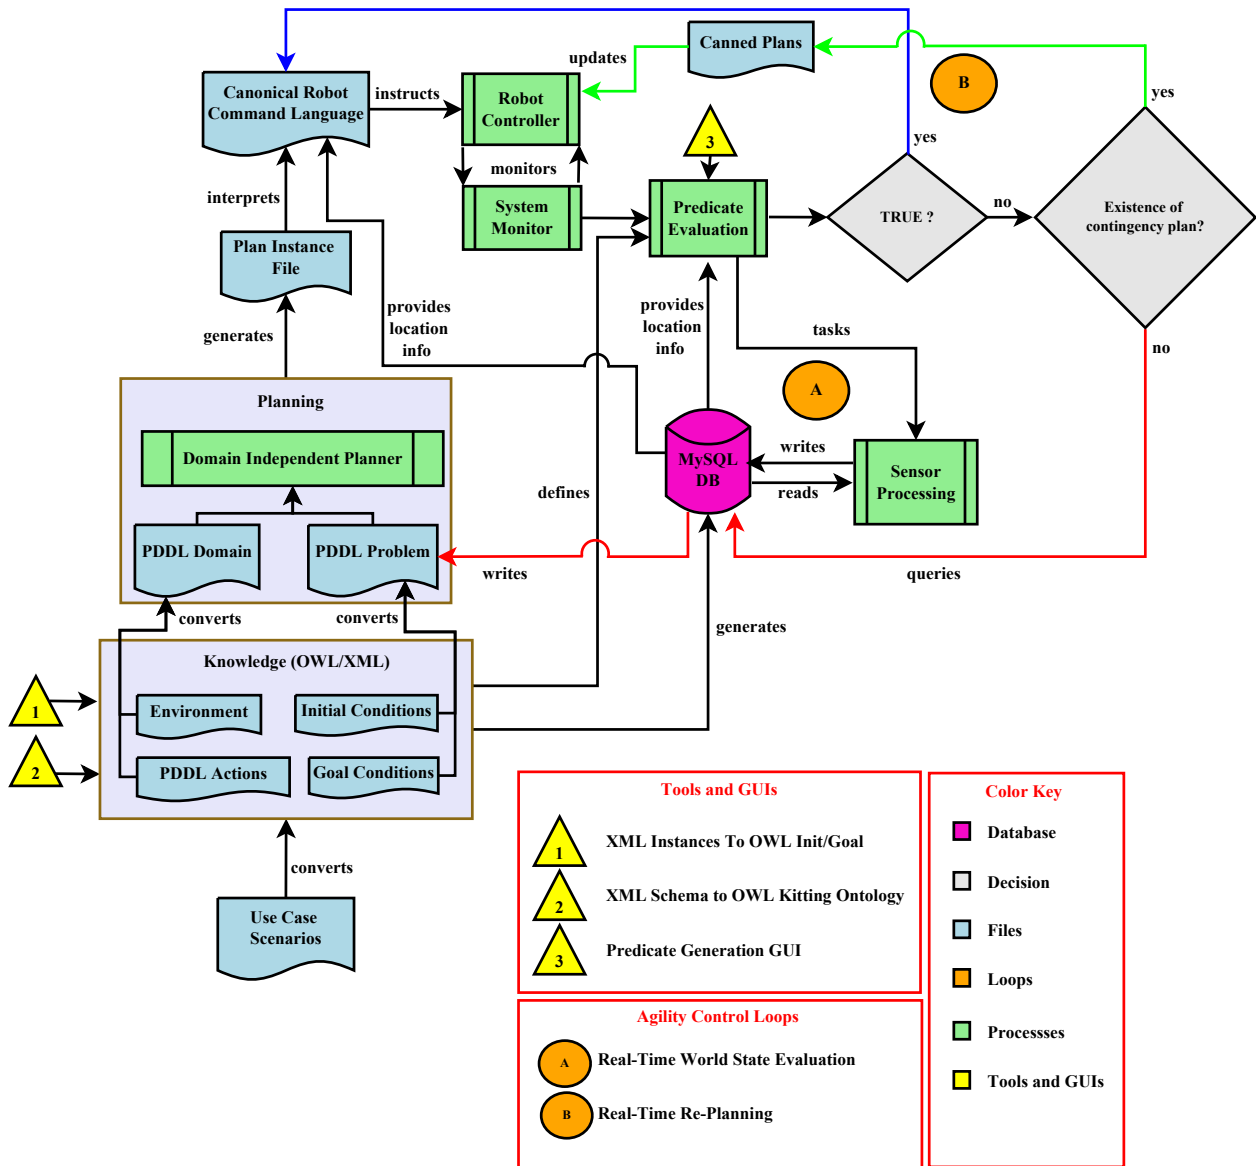 Canned Plans
updates
B
yes
Canonical Robot
Command Language
instructs
Robot
Controller
3
yes
monitors
interprets
System
Monitor
Predicate
Evaluation
TRUE ?
no
Existence of
contingency plan?
Plan Instance
File
provides
location
info
provides
location
info
generates
tasks
no
A
Planning
Domain Independent Planner
MySQL
DB
writes
reads
Sensor
Processing
defines
PDDL Domain
PDDL Problem
writes
queries
converts
converts
generates
Knowledge (OWL/XML)
1
Environment
Initial Conditions
2
PDDL Actions
Goal Conditions
converts
Use Case
Scenarios
Tools and GUIs
1
XML Instances To OWL Init/Goal
2
XML Schema to OWL Kitting Ontology
3
Predicate Generation GUI
Agility Control Loops
A
Real-Time World State Evaluation
B
Real-Time Re-Planning
Color Key
Database
Decision
Files
Loops
Processses
Tools and GUIs